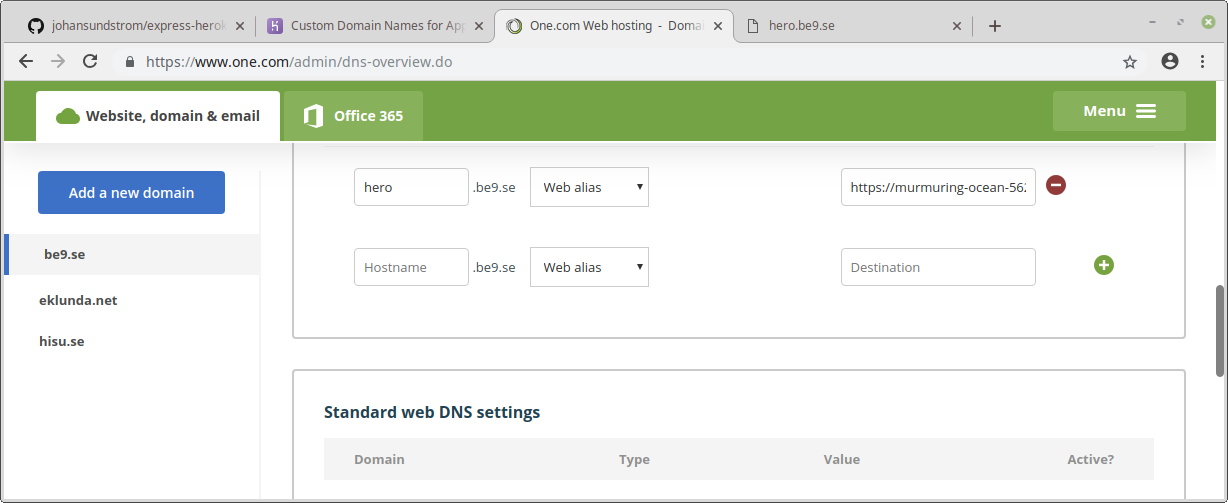 johansundstrom/express-herok
Custom Domain Names for App
One.com Web hosting - Domai
hero.be9.se
https://www.one.com/admin/dns-overview.do
Website, domain & email
Office 365
Menu
Add a new domain
be9.se
eklunda.net
hisu.se
hero .be9.se Web alias https://murmuring-ocean-562
Hostname .be9.se Web alias Destination
Standard web DNS settings
Domain Type Value Active?